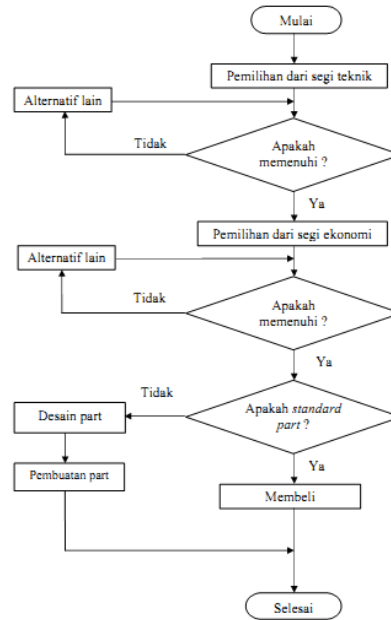 Mulai
Pemilihan dari segi teknik
Alternatif lain
Tidak
Apakah
memenuhi ?
Ya
Pemilihan dari segi ekonomi
Alternatif lain
Tidak
Apakah
memenuhi ?
Ya
Tidak
Apakah standard
part ?
Desain part
Ya
Pembuatan part
Membeli
Selesai